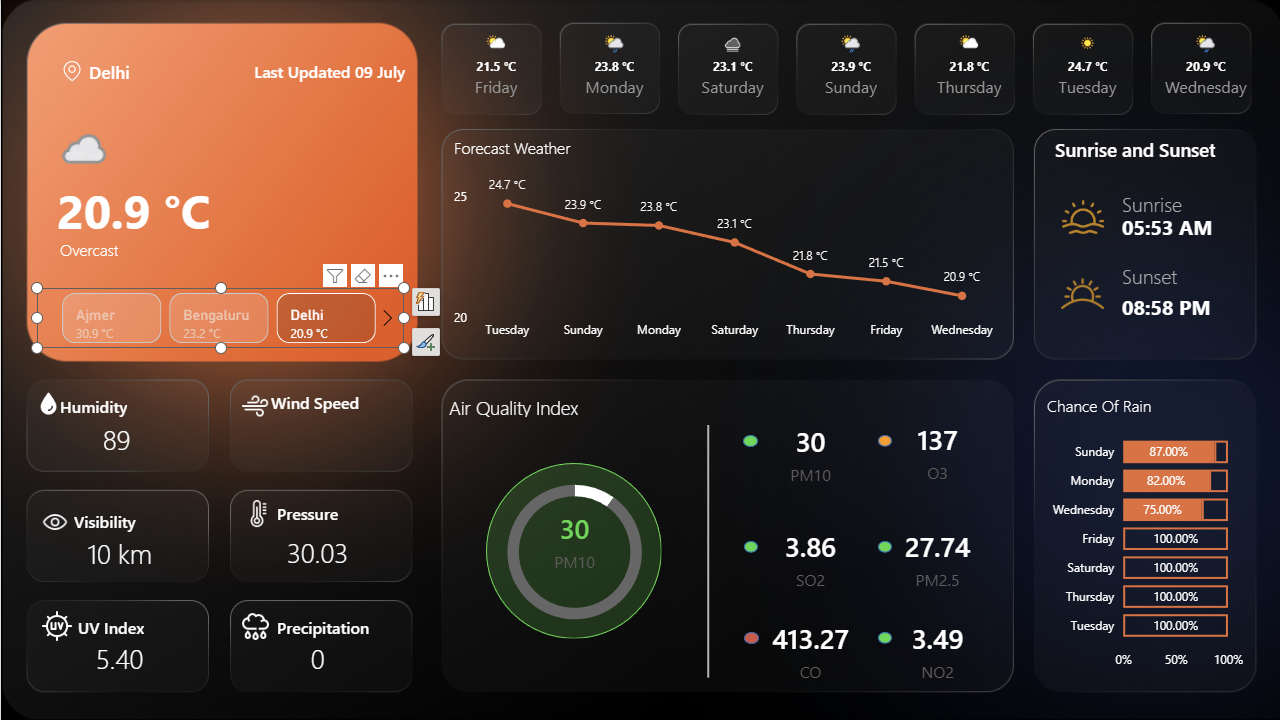 Delhi
Last Updated 09 July
20.9 °C
Overcast
Ajmer
30.9 °C
Bengaluru
23.2 °C
Delhi
20.9 °C
21.5 °C
Friday
23.8 °C
Monday
23.1 °C
Saturday
23.9 °C
Sunday
21.8 °C
Thursday
24.7 °C
Tuesday
20.9 °C
Wednesday
Forecast Weather
25
20
24.7 °C
23.9 °C
23.8 °C
23.1 °C
21.8 °C
21.5 °C
20.9 °C
Tuesday
Sunday
Monday
Saturday
Thursday
Friday
Wednesday
Sunrise and Sunset
Sunrise
05:53 AM
Sunset
08:58 PM
Humidity
89
Wind Speed
Visibility
10 km
Pressure
30.03
UV
UV Index
5.40
Precipitation
0
Air Quality Index
30
PM10
30
PM10
137
O3
3.86
SO2
27.74
PM2.5
413.27
CO
3.49
NO2
Chance Of Rain
Sunday 87.00%
Monday 82.00%
Wednesday 75.00%
Friday 100.00%
Saturday 100.00%
Thursday 100.00%
Tuesday 100.00%
0% 50% 100%